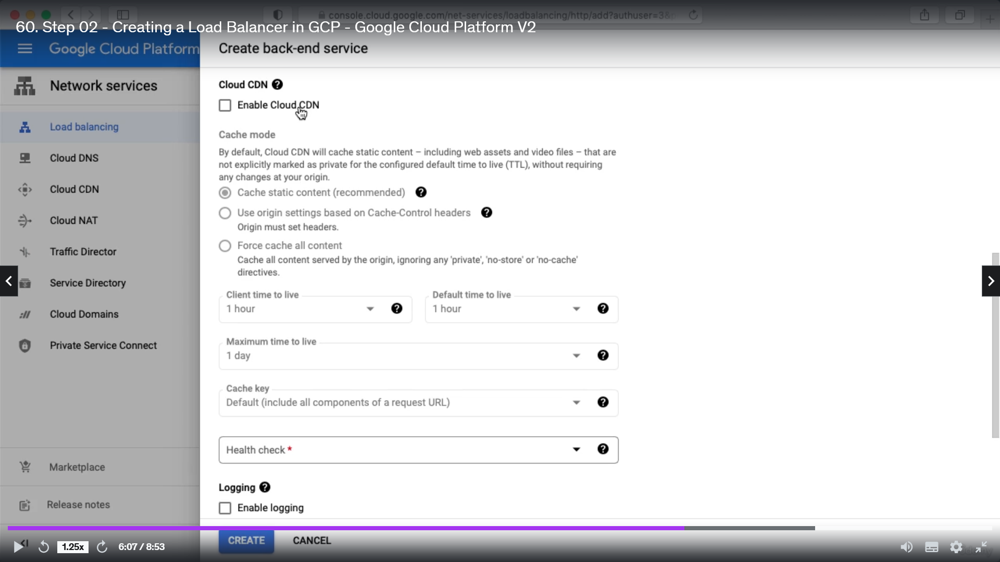 console.cloud.google.com/net-services/loadbalancing/http/add?authuser=3&p
60. Step 02 - Creating a Load Balancer in GCP - Google Cloud Platform V2
Google Cloud Platform
Create back-end service
Network services
Load balancing
Cloud DNS
Cloud CDN
Cloud NAT
Traffic Director
Service Directory
Cloud Domains
Private Service Connect
Marketplace
Release notes
Cloud CDN
Enable Cloud CDN
Cache mode
By default, Cloud CDN will cache static content – including web assets and video files – that are
not explicitly marked as private for the configured default time to live (TTL), without requiring
any changes at your origin.
Cache static content (recommended)
Use origin settings based on Cache-Control headers
Origin must set headers.
Force cache all content
Cache all content served by the origin, ignoring any 'private', 'no-store' or 'no-cache'
directives.
Client time to live
1 hour
Default time to live
1 hour
Maximum time to live
1 day
Cache key
Default (include all components of a request URL)
Health check *
Logging
Enable logging
CREATE
CANCEL
1.25x
6:07 / 8:53